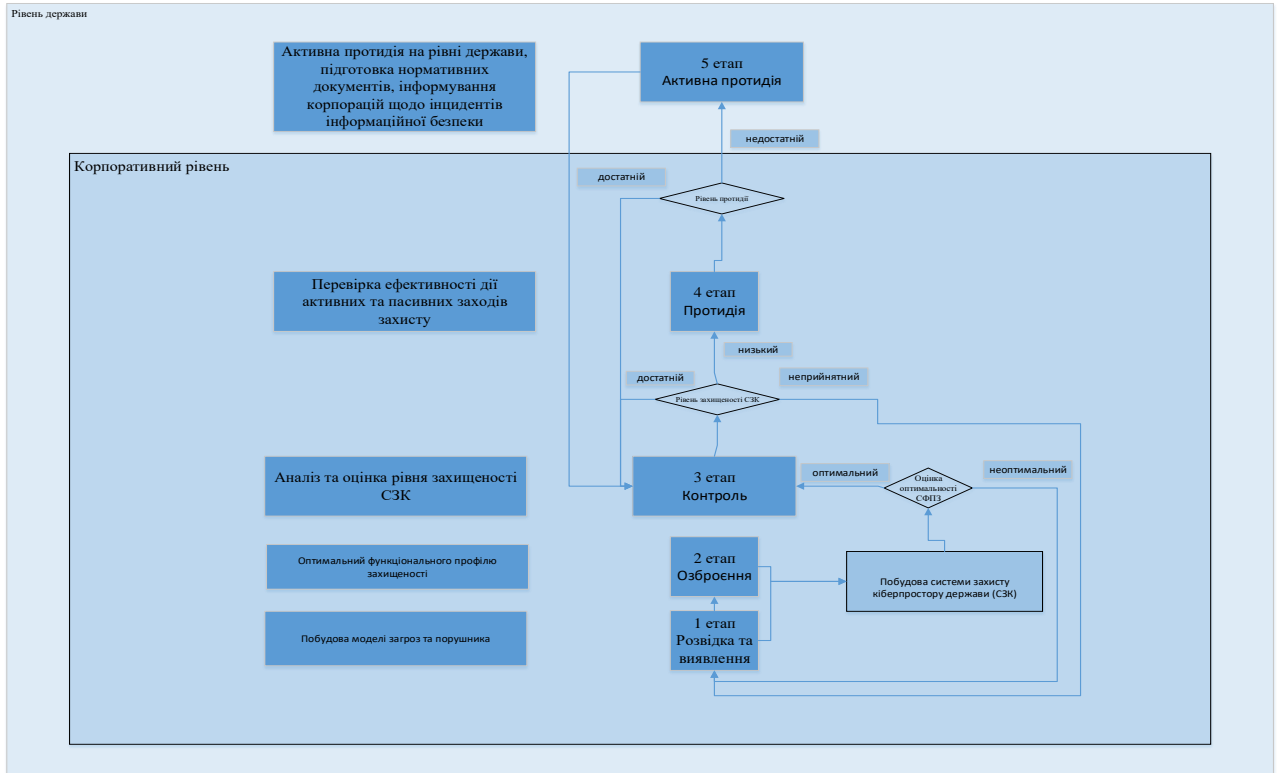 Рівень держави
Активна протидія на рівні держави,
підготовка нормативних
документів, інформування
корпорацій щодо інцидентів
інформаційної безпеки
5 етап
Активна протидія
недостатній
Корпоративний рівень
достатній
Рівень протидії
Перевірка ефективності дії
активних та пасивних заходів
захисту
4 етап
Протидія
низький
достатній
неприйнятний
Рівень захищеності СЗК
Аналіз та оцінка рівня захищеності
СЗК
3 етап
Контроль
оптимальний
Оцінка
оптимальності
СФПЗ
неоптимальний
Оптимальний функціонального профілю
захищеності
2 етап
Озброєння
Побудова системи захисту
кіберпростору держави (СЗК)
Побудова моделі загроз та порушника
1 етап
Розвідка та
виявлення